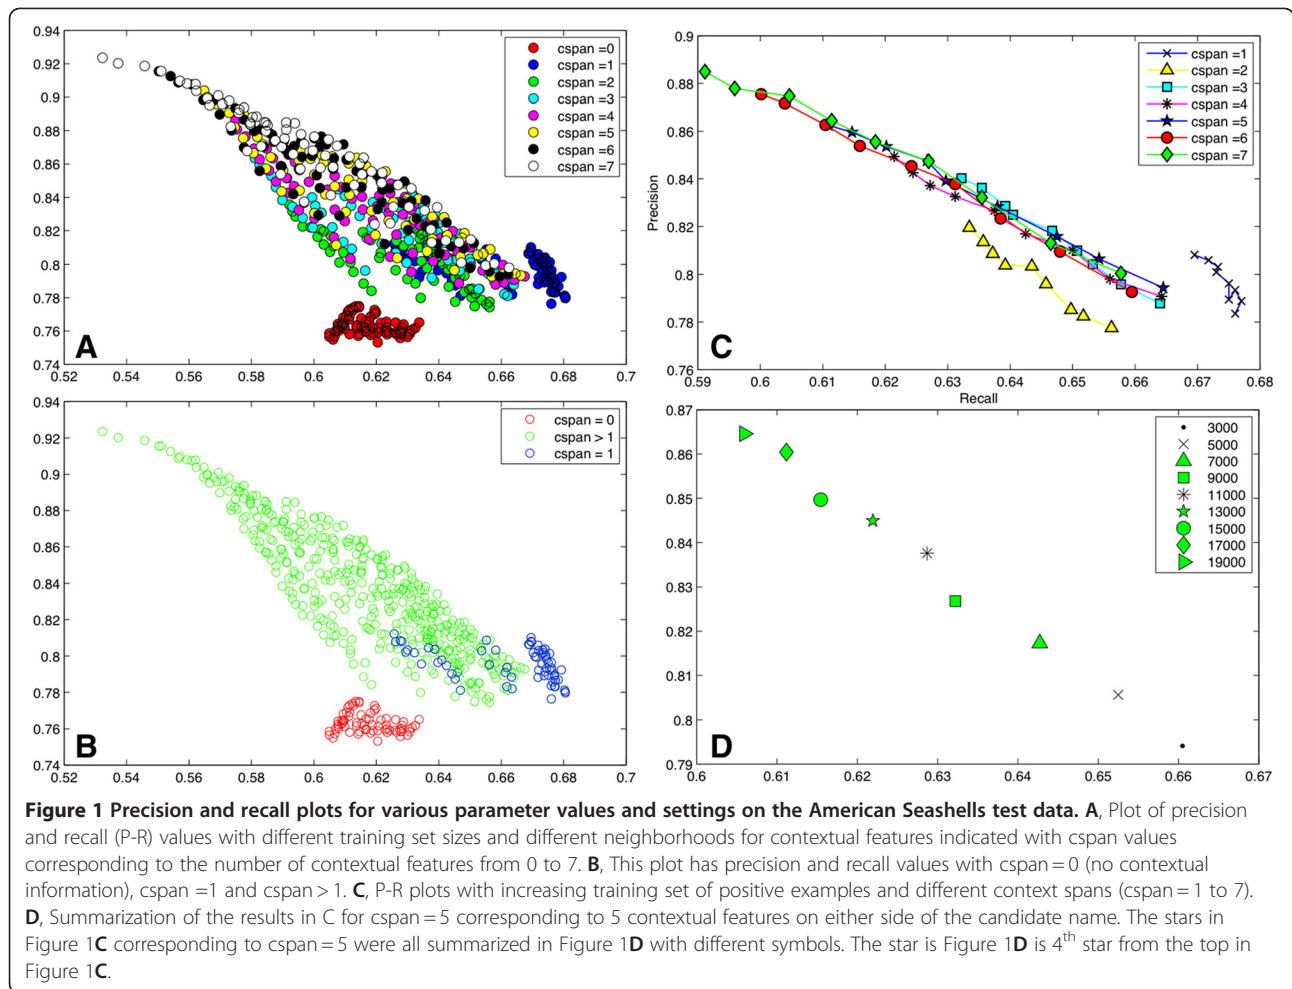 0.94
0.92
0.9
0.88
0.86
0.84
0.82
0.8
0.78
0.76
0.74
0.52 0.54 0.56 0.58 0.6 0.62 0.64 0.66 0.68 0.7
A
cspan =0
cspan =1
cspan =2
cspan =3
cspan =4
cspan =5
cspan =6
cspan =7
0.9
0.88
0.86
0.84
0.82
0.8
0.78
0.76
Precision
0.59 0.6 0.61 0.62 0.63 0.64 0.65 0.66 0.67 0.68
Recall
C
cspan =1
cspan =2
cspan =3
cspan =4
cspan =5
cspan =6
cspan =7
0.94
0.92
0.9
0.88
0.86
0.84
0.82
0.8
0.78
0.76
0.74
0.52 0.54 0.56 0.58 0.6 0.62 0.64 0.66 0.68 0.7
B
cspan = 0
cspan > 1
cspan = 1
0.87
0.86
0.85
0.84
0.83
0.82
0.81
0.8
0.79
0.6 0.61 0.62 0.63 0.64 0.65 0.66 0.67
D
3000
5000
7000
9000
11000
13000
15000
17000
19000
Figure 1 Precision and recall plots for various parameter values and settings on the American Seashells test data. A, Plot of precision
and recall (P-R) values with different training set sizes and different neighborhoods for contextual features indicated with cspan values
corresponding to the number of contextual features from 0 to 7. B, This plot has precision and recall values with cspan = 0 (no contextual
information), cspan =1 and cspan > 1. C, P-R plots with increasing training set of positive examples and different context spans (cspan = 1 to 7).
D, Summarization of the results in C for cspan = 5 corresponding to 5 contextual features on either side of the candidate name. The stars in
Figure 1C corresponding to cspan = 5 were all summarized in Figure 1D with different symbols. The star is Figure 1D is 4th star from the top in
Figure 1C.